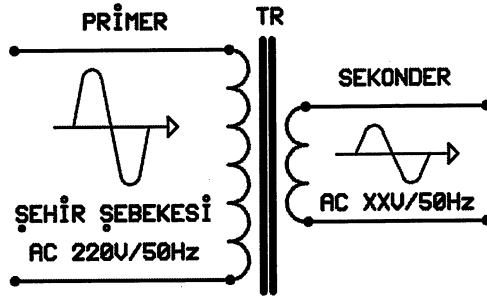 PRİMER
TR
SEKONDER
ŞEHİR ŞEBEKESİ
AC 220V/50Hz
AC XXV/50Hz